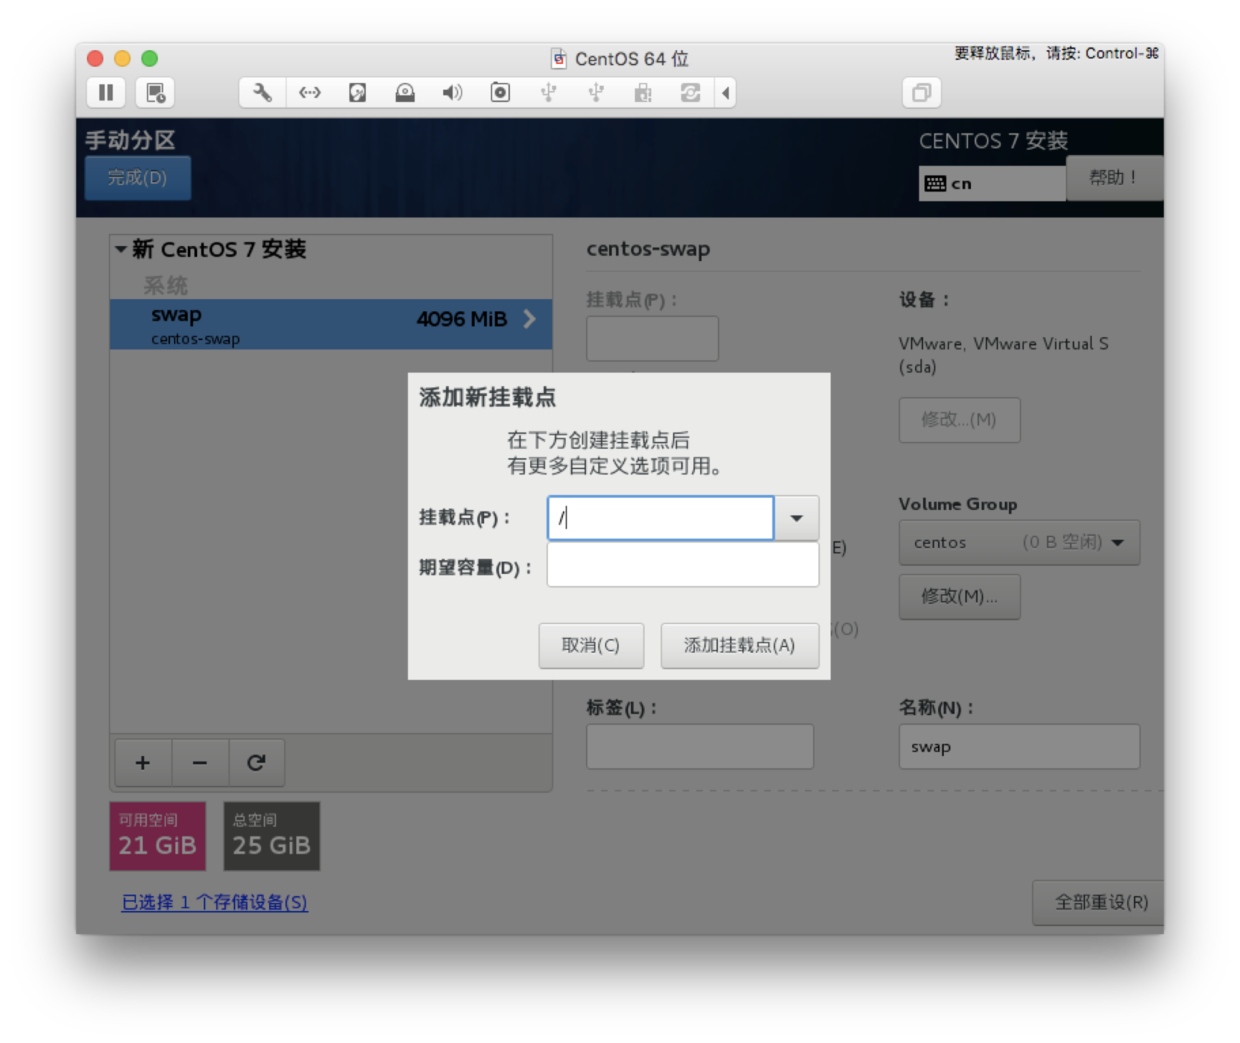 CentOS 64 位
要释放鼠标，请按: Control-⌘
手动分区
CENTOS 7 安装
完成(D)
cn
帮助！
新 CentOS 7 安装
系统
swap
4096 MiB
centos-swap
centos-swap
挂载点(P)：
设备：
VMware, VMware Virtual S
(sda)
修改...(M)
添加新挂载点
在下方创建挂载点后
有更多自定义选项可用。
挂载点(P)：
/
期望容量(D)：
取消(C)
添加挂载点(A)
Volume Group
E)
centos
(0 B 空闲)
修改(M)...
(O)
标签(L)：
名称(N)：
swap
可用空间
21 GiB
总空间
25 GiB
已选择 1 个存储设备(S)
全部重设(R)